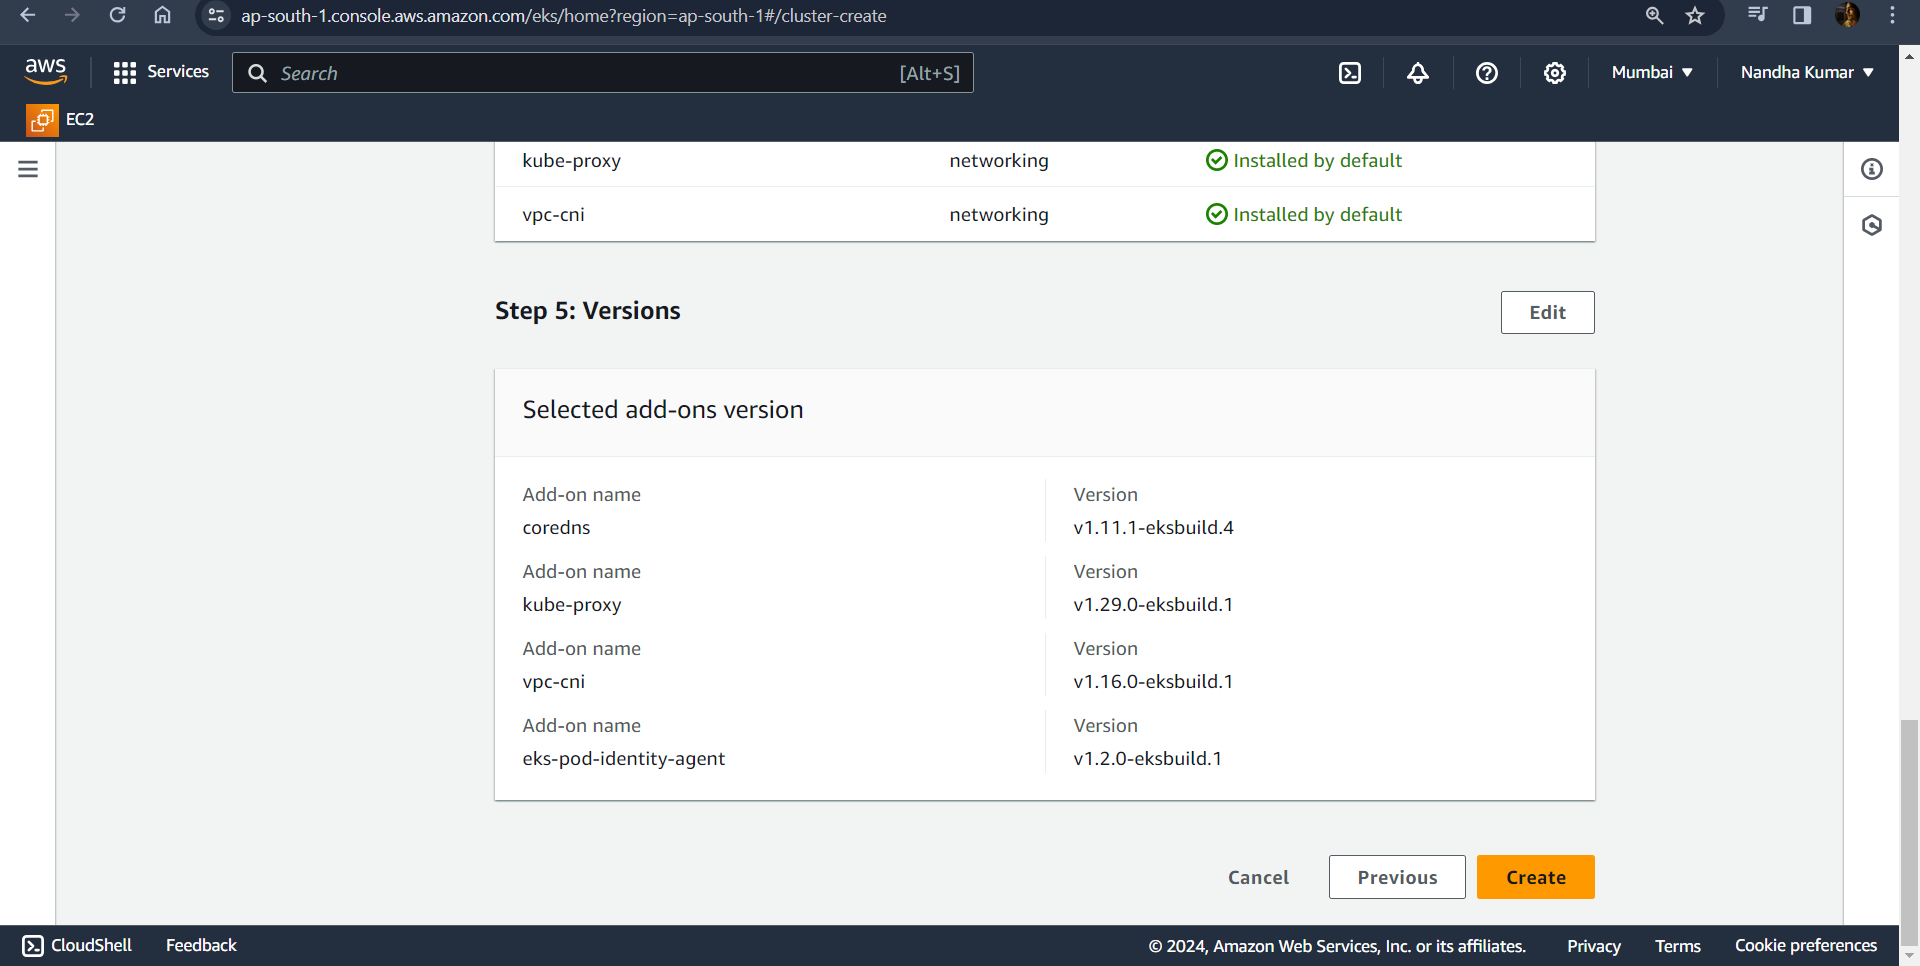 ap-south-1.console.aws.amazon.com/eks/home?region=ap-south-1#/cluster-create
aws
Services
Search
[Alt+S]
Mumbai ▼
Nandha Kumar ▼
EC2
kube-proxy networking Installed by default
vpc-cni networking Installed by default
Step 5: Versions
Edit
Selected add-ons version
Add-on name Version
coredns v1.11.1-eksbuild.4
Add-on name Version
kube-proxy v1.29.0-eksbuild.1
Add-on name Version
vpc-cni v1.16.0-eksbuild.1
Add-on name Version
eks-pod-identity-agent v1.2.0-eksbuild.1
Cancel Previous Create
CloudShell Feedback © 2024, Amazon Web Services, Inc. or its affiliates. Privacy Terms Cookie preferences